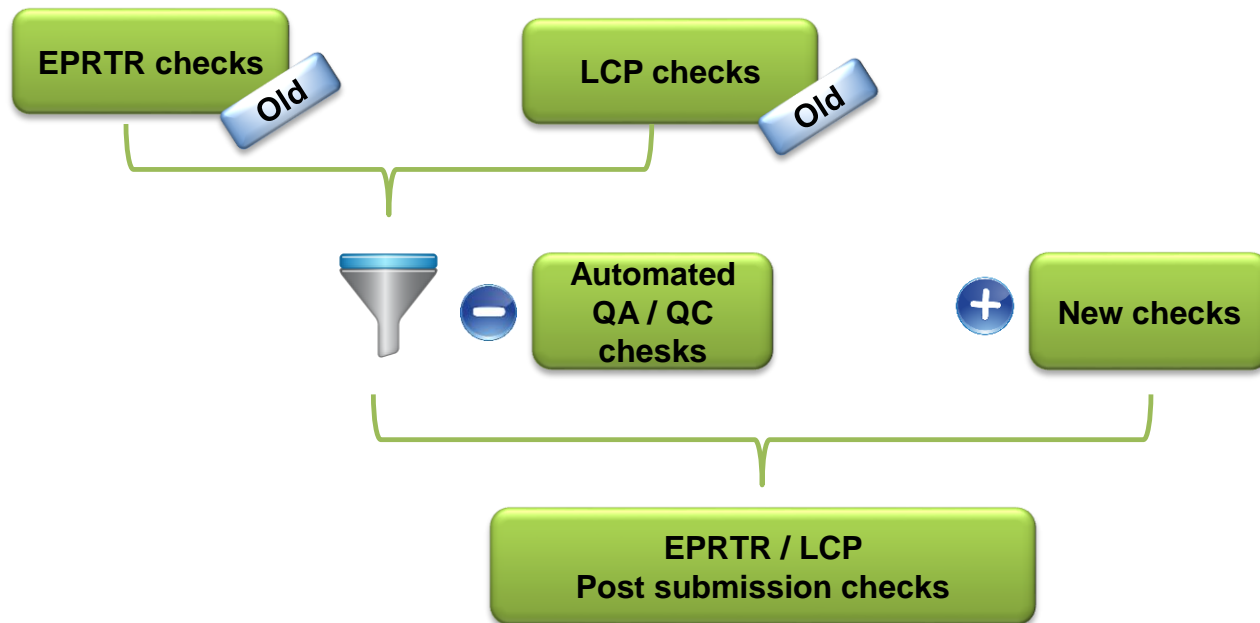 EPRTR checks
Old
LCP checks
Old
Automated
QA / QC
chesks
New checks
EPRTR / LCP
Post submission checks